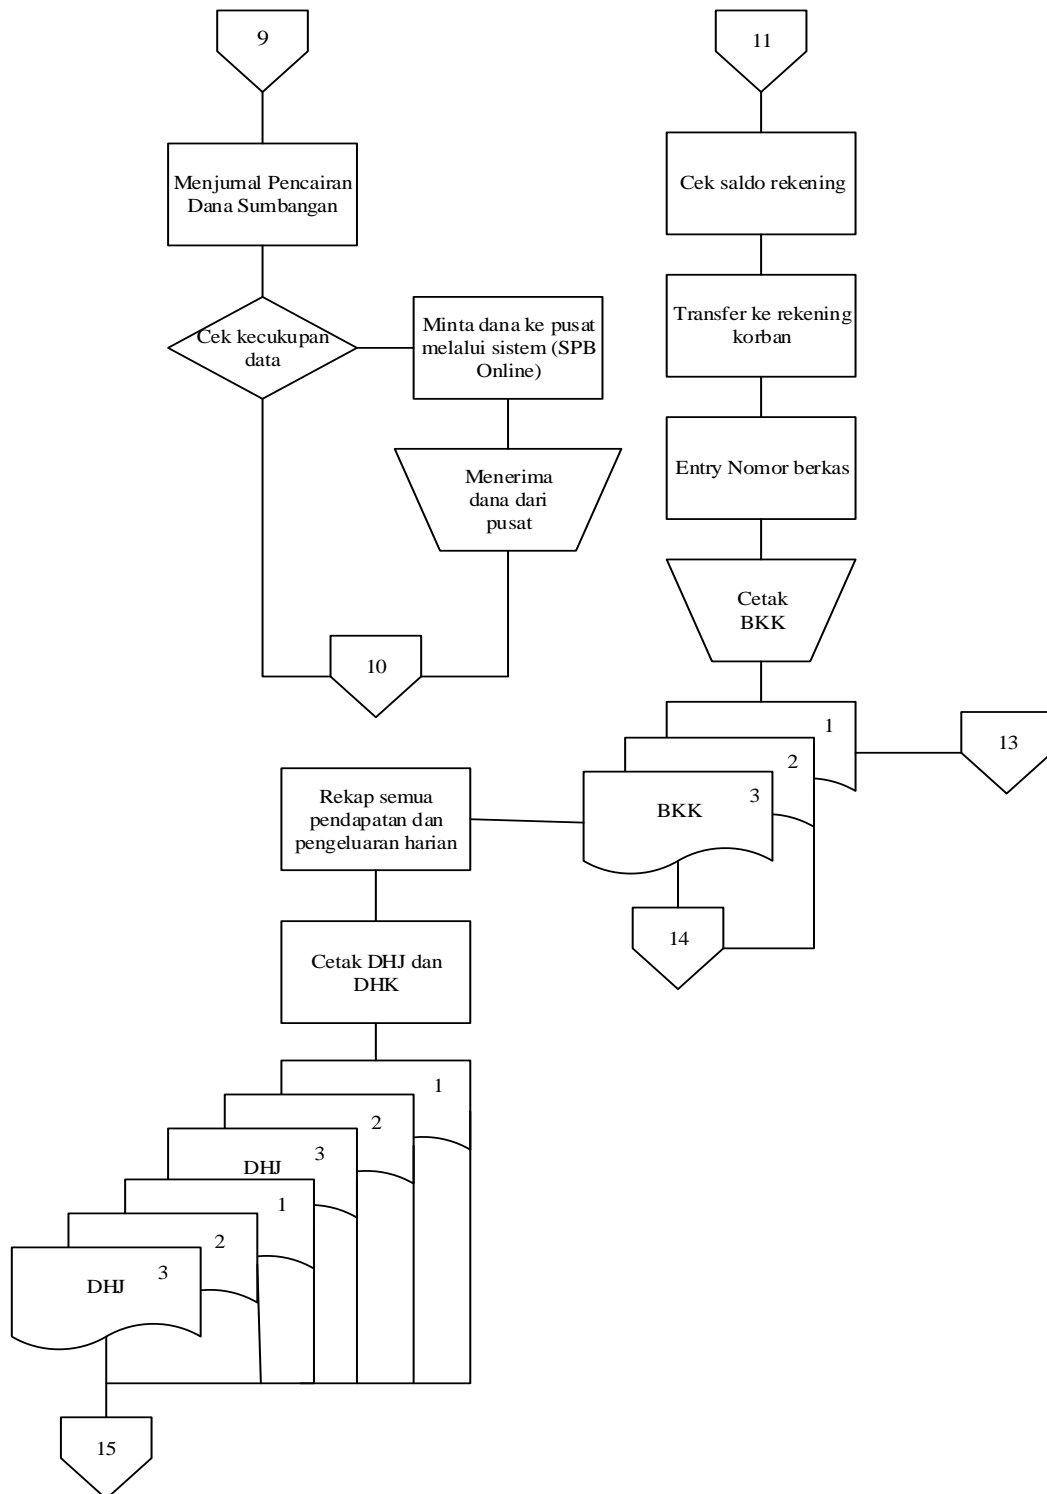 9
Menjurnal Pencairan
Dana Sumbangan
Cek kecukupan
data
Minta dana ke pusat
melalui sistem (SPB
Online)
Menerima
dana dari
pusat
10
11
Cek saldo rekening
Transfer ke rekening
korban
Entry Nomor berkas
Cetak
BKK
1
2
3
BKK
13
14
Rekap semua
pendapatan dan
pengeluaran harian
Cetak DHJ dan
DHK
1
2
3
DHJ
1
2
3
DHJ
15